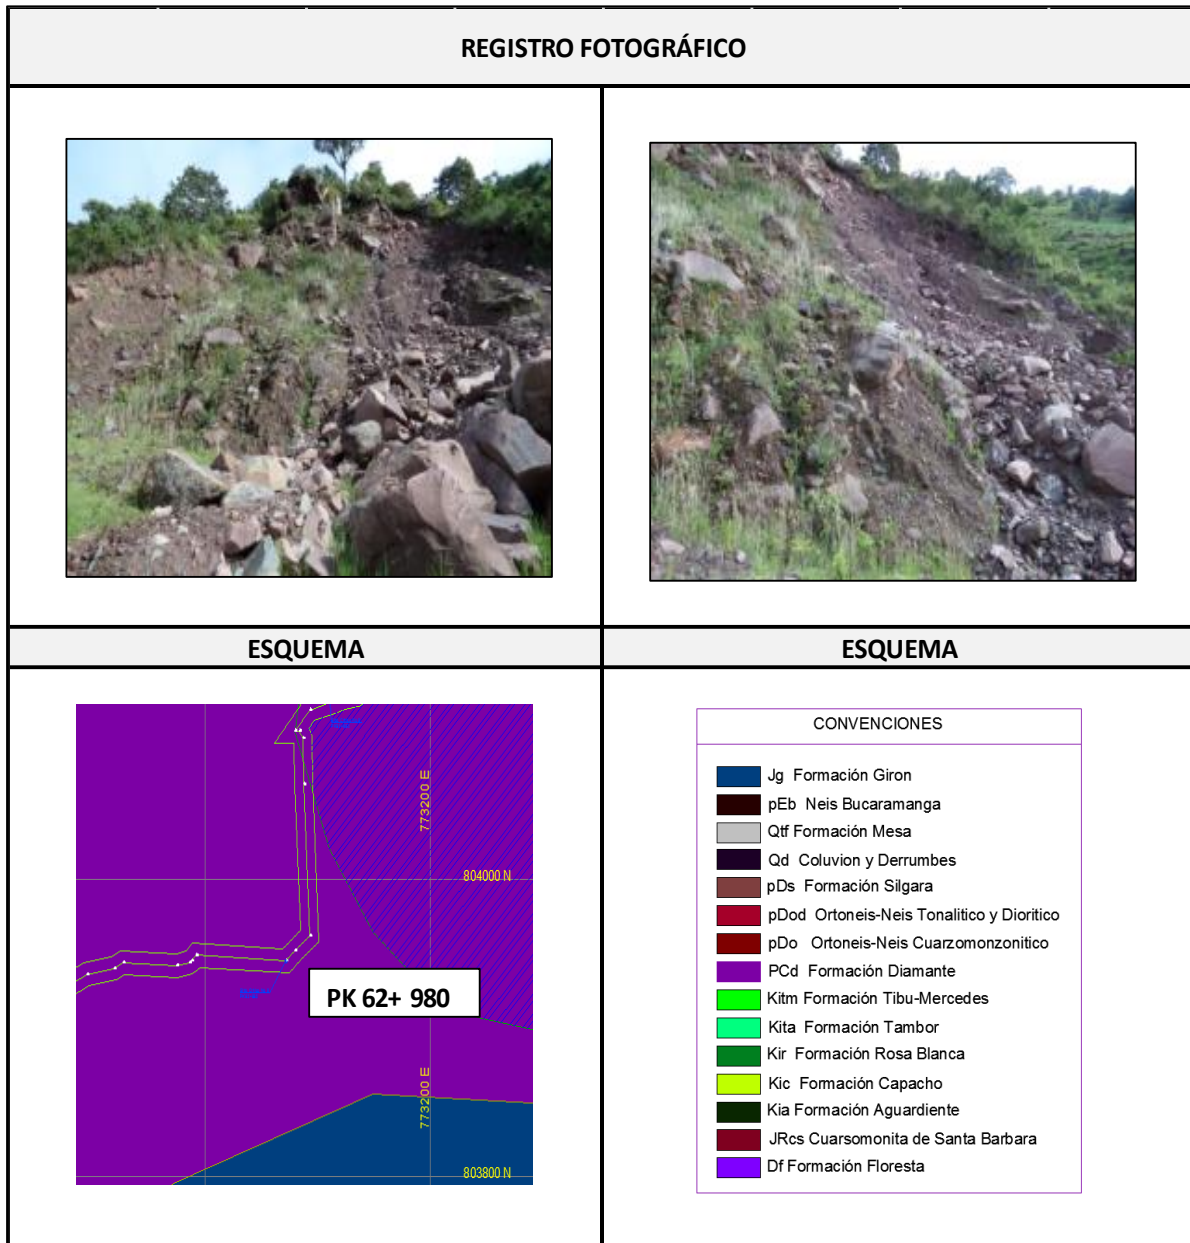 REGISTRO FOTOGRÁFICO
ESQUEMA
ESQUEMA
773200 E
804000 N
PK 62+ 980
773200 E
803800 N
CONVENCIONES
Jg Formación Giron
pEb Neis Bucaramanga
Qtf Formación Mesa
Qd Coluvion y Derrumbes
pDs Formación Silgara
pDod Ortoneis-Neis Tonalitico y Dioritico
pDo Ortoneis-Neis Cuarzomonzonitico
PCd Formación Diamante
Kitm Formación Tibu-Mercedes
Kita Formación Tambor
Kir Formación Rosa Blanca
Kic Formación Capacho
Kia Formación Aguardiente
JRcs Cuarsomonita de Santa Barbara
Df Formación Floresta